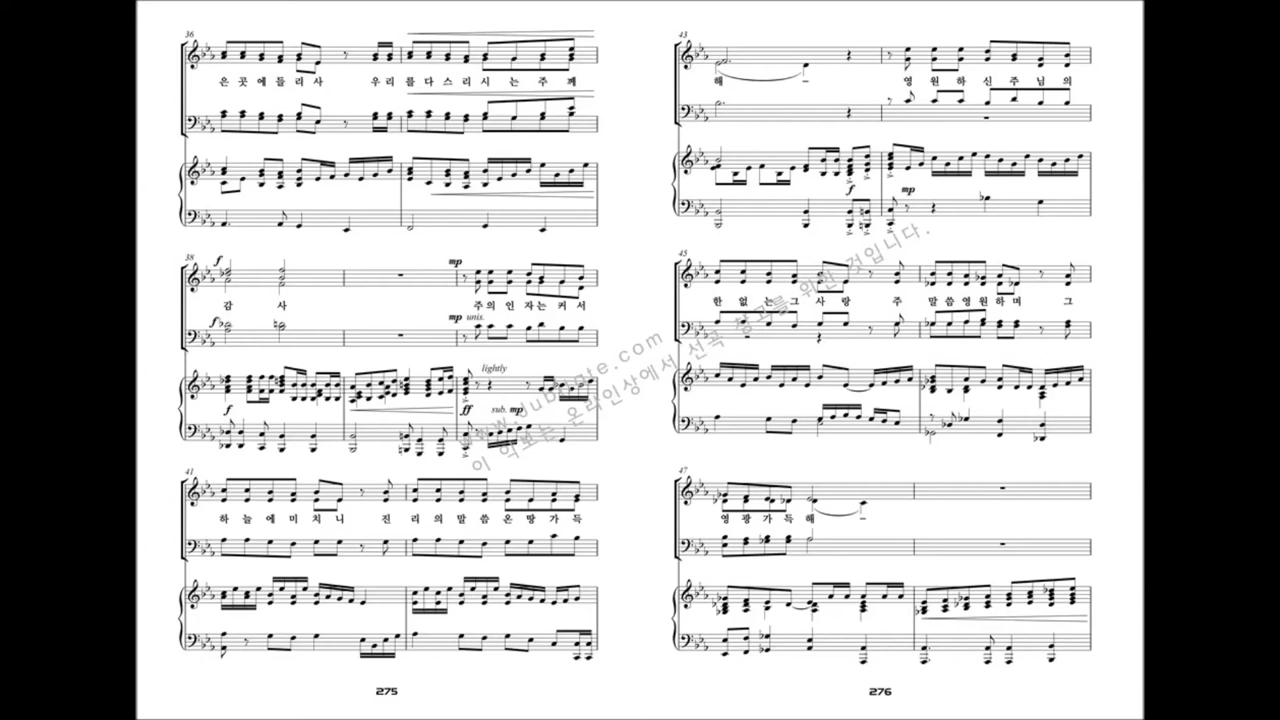 36
은 곳 에 들 리 사 우 리 를 다 스 리 시 는 주 께
38
f
mp
감 사 주 의 인 자 는 커 서
f
mp unis.
lightly
f
ff sub. mp
41
하 늘 에 미 치 니 진 리 의 말 씀 온 땅 가 득
275
43
해 - 영 원 하 신 주 님 의
f
mp
45
한 없 는 그 사 랑 주 말 씀 영 원 하 며 그
47
영 광 가 득 해 -
276
이 악보는 온라인상에서 선곡 참고를 위한 것입니다.